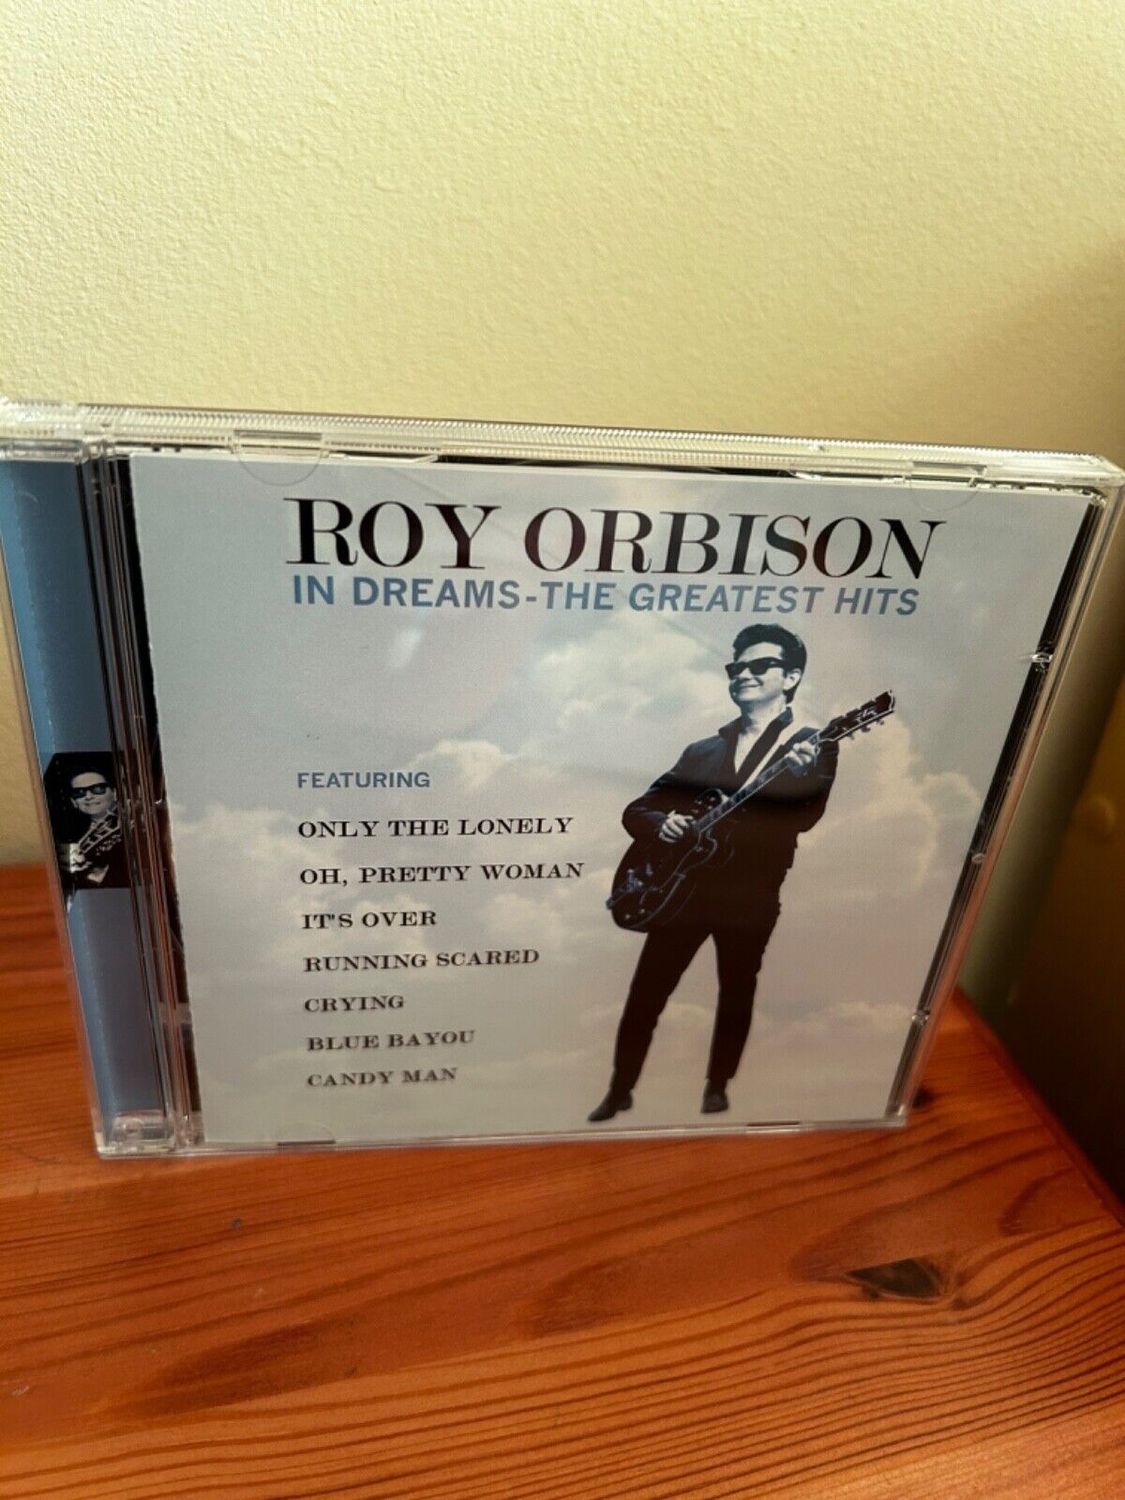 ROY ORBISON
IN DREAMS-THE GREATEST HITS
FEATURING
ONLY THE LONELY
OH, PRETTY WOMAN
IT'S OVER
RUNNING SCARED
CRYING
BLUE BAYOU
CANDY MAN